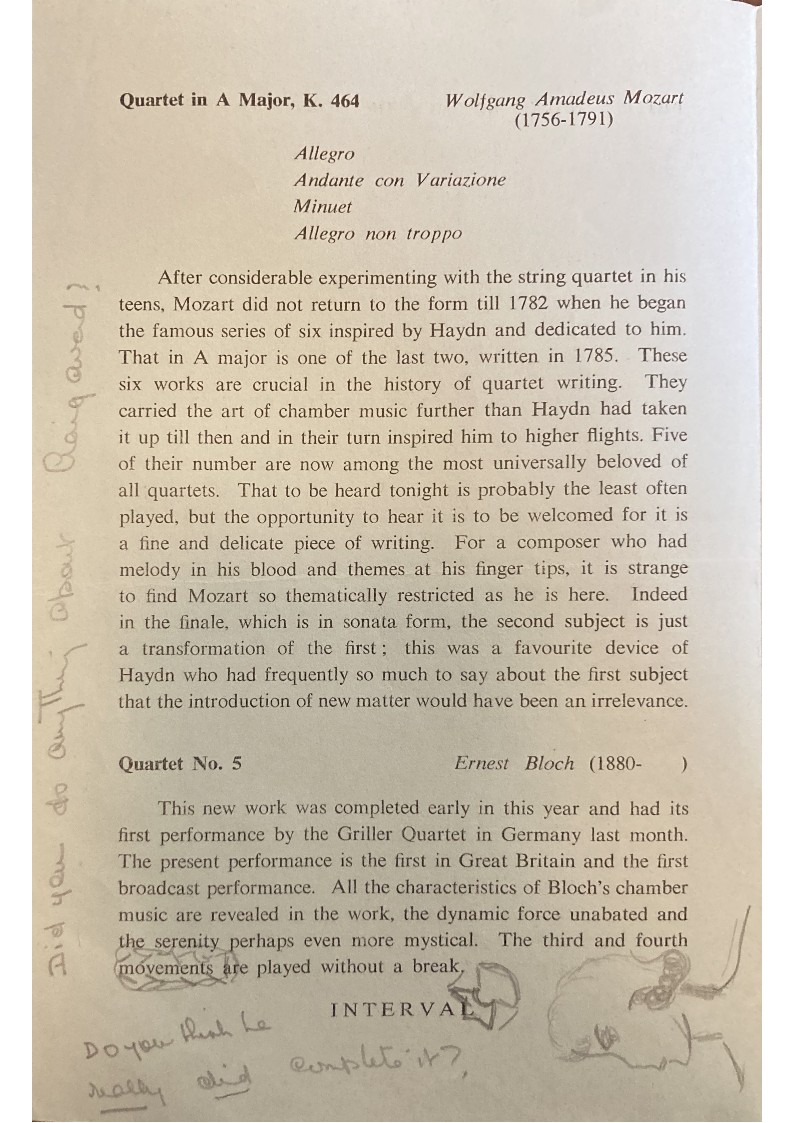 Quartet in A Major, K. 464 Wolfgang Amadeus Mozart
(1756-1791)
Allegro
Andante con Variazione
Minuet
Allegro non troppo
After considerable experimenting with the string quartet in his
teens, Mozart did not return to the form till 1782 when he began
the famous series of six inspired by Haydn and dedicated to him.
That in A major is one of the last two, written in 1785. These
six works are crucial in the history of quartet writing. They
carried the art of chamber music further than Haydn had taken
it up till then and in their turn inspired him to higher flights. Five
of their number are now among the most universally beloved of
all quartets. That to be heard tonight is probably the least often
played, but the opportunity to hear it is to be welcomed for it is
a fine and delicate piece of writing. For a composer who had
melody in his blood and themes at his finger tips, it is strange
to find Mozart so thematically restricted as he is here. Indeed
in the finale, which is in sonata form, the second subject is just
a transformation of the first ; this was a favourite device of
Haydn who had frequently so much to say about the first subject
that the introduction of new matter would have been an irrelevance.
Quartet No. 5 Ernest Bloch (1880- )
This new work was completed early in this year and had its
first performance by the Griller Quartet in Germany last month.
The present performance is the first in Great Britain and the first
broadcast performance. All the characteristics of Bloch's chamber
music are revealed in the work, the dynamic force unabated and
the serenity perhaps even more mystical. The third and fourth
movements are played without a break.
INTERVAL
Do you think he
really did complete it?
Did you do anything about